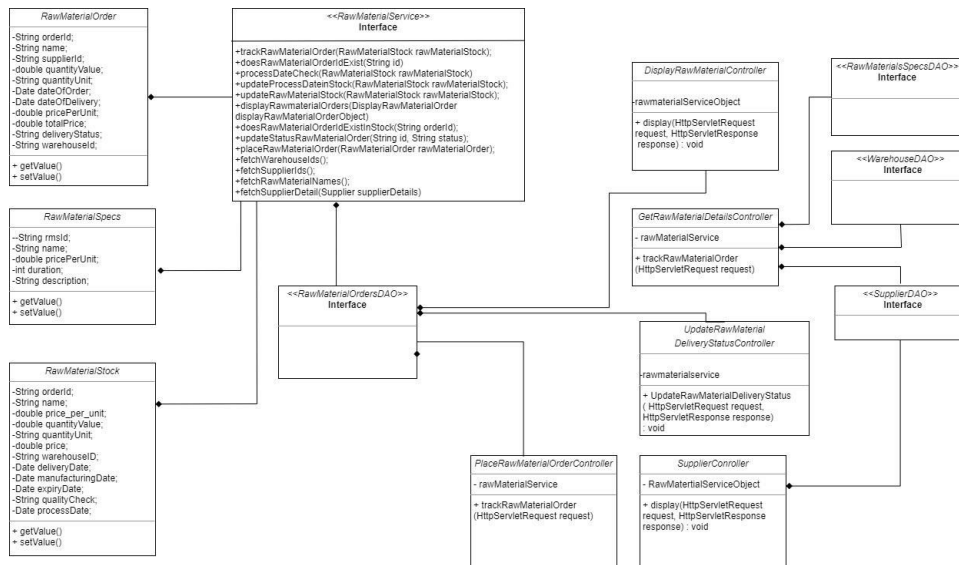 RawMaterialOrder
-String orderId;
-String name;
-String supplierId;
-double quantityValue;
-String quantityUnit;
-Date dateOfOrder;
-Date dateOfDelivery;
-double pricePerUnit;
-double totalPrice;
-String deliveryStatus;
-String warehouseId;
+ getValue()
+ setValue()
<<RawMaterialService>>
Interface
+trackRawMaterialOrder(RawMaterialStock rawMaterialStock);
+doesRawMaterialOrderIdExist(String id)
+processDateCheck(RawMaterialStock rawMaterialStock)
+updateProcessDateinStock(RawMaterialStock rawMaterialStock);
+updateRawMaterialStock(RawMaterialStock rawMaterialStock);
+displayRawmaterialOrders(DisplayRawMaterialOrder
displayRawMaterialOrderObject)
+doesRawMaterialOrderIdExistInStock(String orderId);
+updateStatusRawMaterialOrder(String id, String status);
+placeRawMaterialOrder(RawMaterialOrder rawMaterialOrder);
+fetchWarehouseIds();
+fetchSupplierIds();
+fetchRawMaterialNames();
+fetchSupplierDetail(Supplier supplierDetails)
DisplayRawMaterialController
-rawmaterialServiceObject
+ display(HttpServletRequest
request, HttpServletResponse
response) : void
<<RawMaterialsSpecsDAO>>
Interface
<<WarehouseDAO>>
Interface
RawMaterialSpecs
--String rmsId;
-String name;
-double pricePerUnit;
-int duration;
-String description;
+ getValue()
+ setValue()
GetRawMaterialDetailsController
- rawMaterialService
+ trackRawMaterialOrder
(HttpServletRequest request)
<<RawMaterialOrdersDAO>>
Interface
<<SupplierDAO>>
Interface
UpdateRawMaterial
DeliveryStatusController
-rawmaterialservice
+ UpdateRawMaterialDeliveryStatus
( HttpServletRequest request,
HttpServletResponse response)
: void
RawMaterialStock
-String orderId;
-String name;
-double price_per_unit;
-double quantityValue;
-String quantityUnit;
-double price;
-String warehouseID;
-Date deliveryDate;
-Date manufacturingDate;
-Date expiryDate;
-String qualityCheck;
-Date processDate;
+ getValue()
+ setValue()
PlaceRawMaterialOrderController
- rawMaterialService
+ trackRawMaterialOrder
(HttpServletRequest request)
SupplierConroller
- RawMatertialServiceObject
+ display(HttpServletRequest
request, HttpServletResponse
response) : void